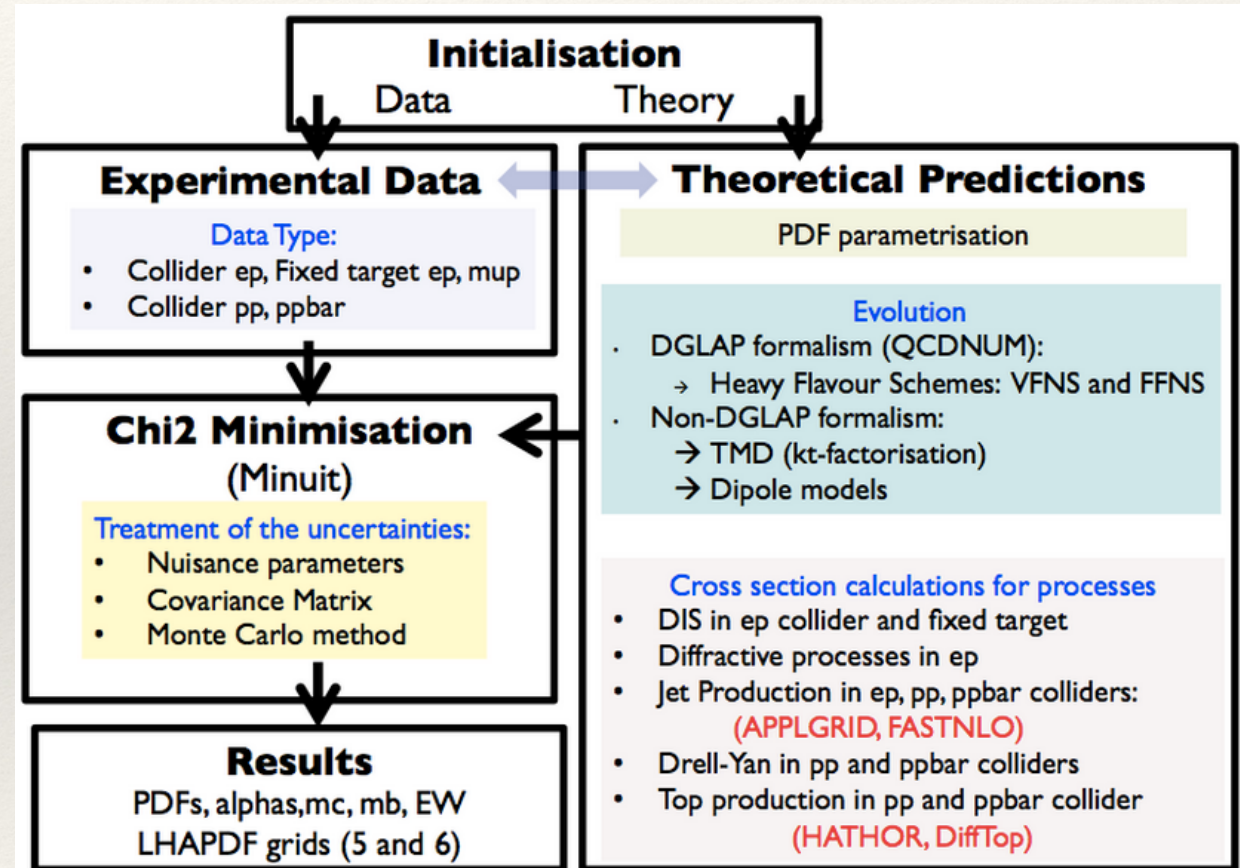 Initialisation
Data Theory
Experimental Data
Data Type:
• Collider ep, Fixed target ep, mup
• Collider pp, ppbar
Chi2 Minimisation
(Minuit)
Treatment of the uncertainties:
• Nuisance parameters
• Covariance Matrix
• Monte Carlo method
Results
PDFs, alphas,mc, mb, EW
LHAPDF grids (5 and 6)
Theoretical Predictions
PDF parametrisation
Evolution
· DGLAP formalism (QCDNUM):
→ Heavy Flavour Schemes: VFNS and FFNS
· Non-DGLAP formalism:
→ TMD (kt-factorisation)
→ Dipole models
Cross section calculations for processes
• DIS in ep collider and fixed target
• Diffractive processes in ep
• Jet Production in ep, pp, ppbar colliders:
(APPLGRID, FASTNLO)
• Drell-Yan in pp and ppbar colliders
• Top production in pp and ppbar collider
(HATHOR, DiffTop)